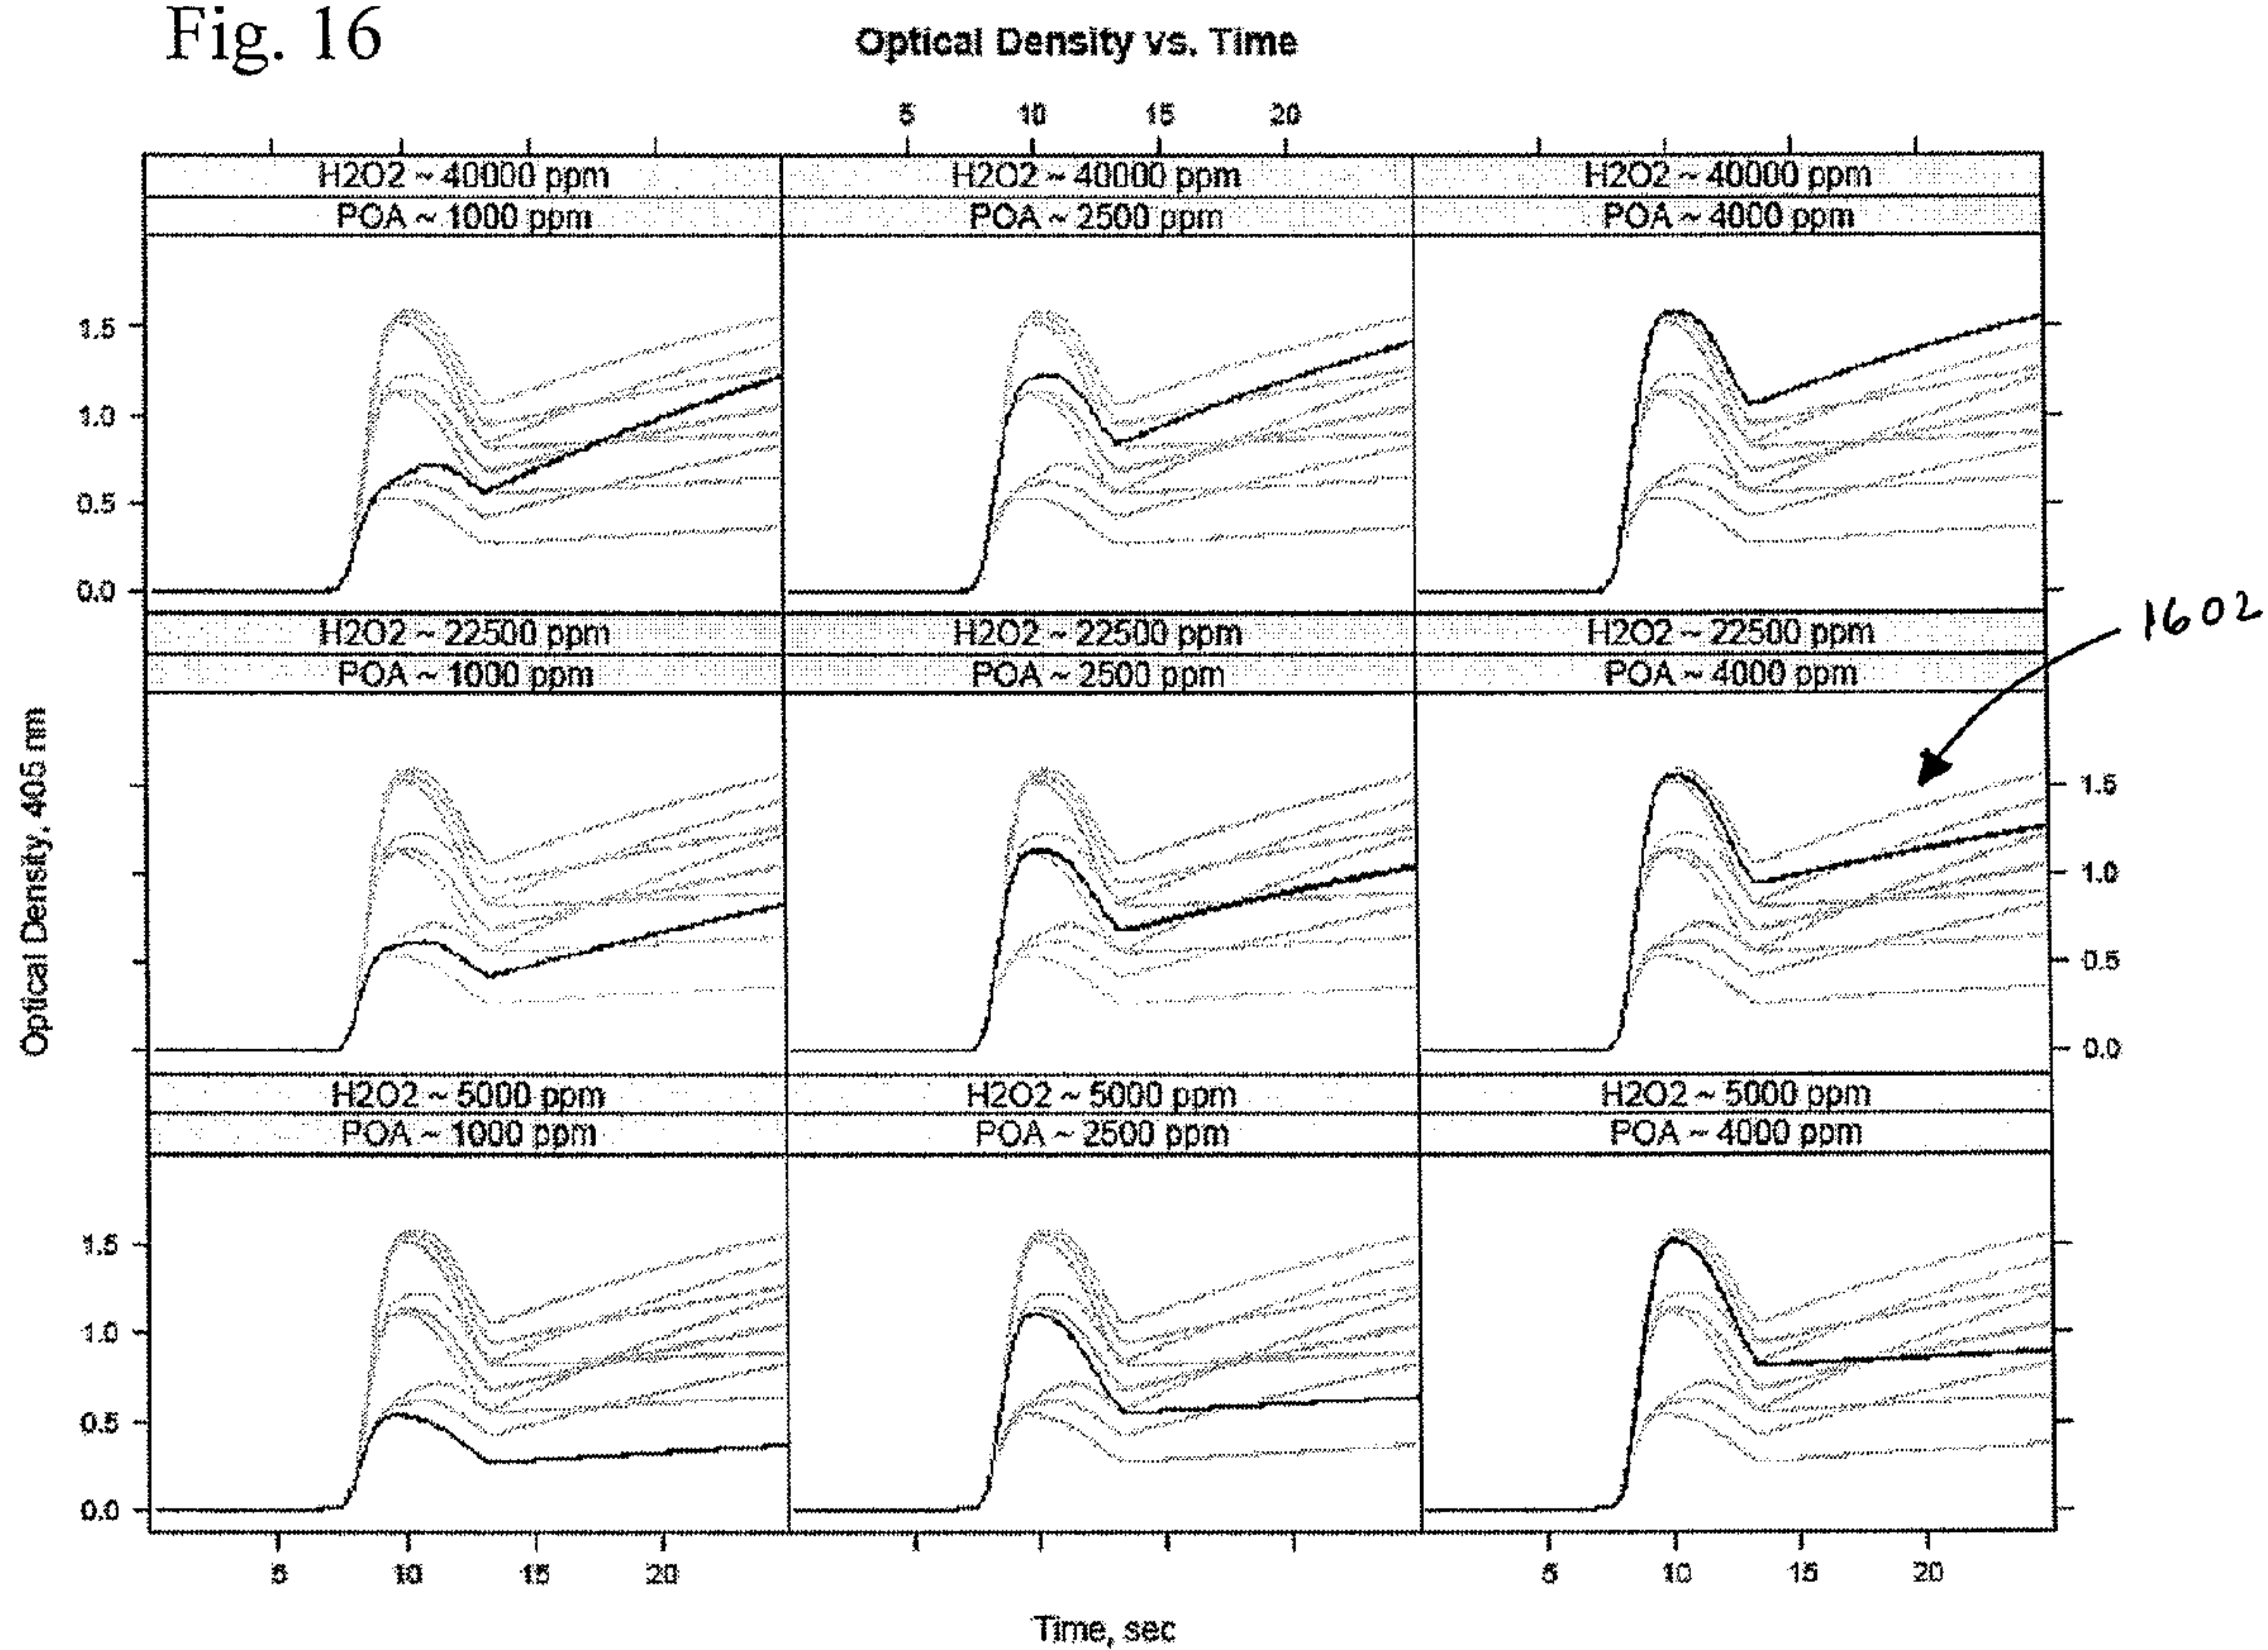 Fig. 16
Optical Density vs. Time
5 10 15 20
H2O2 ~ 40000 ppm H2O2 ~ 40000 ppm H2O2 ~ 40000 ppm
POA ~ 1000 ppm POA ~ 2500 ppm POA ~ 4000 ppm
1.5
1.0
0.5
0.0
1602
H2O2 ~ 22500 ppm H2O2 ~ 22500 ppm H2O2 ~ 22500 ppm
POA ~ 1000 ppm POA ~ 2500 ppm POA ~ 4000 ppm
Optical Density, 405 nm
1.5
1.0
0.5
0.0
H2O2 ~ 5000 ppm H2O2 ~ 5000 ppm H2O2 ~ 5000 ppm
POA ~ 1000 ppm POA ~ 2500 ppm POA ~ 4000 ppm
1.5
1.0
0.5
0.0
5 10 15 20 5 10 15 20
Time, sec